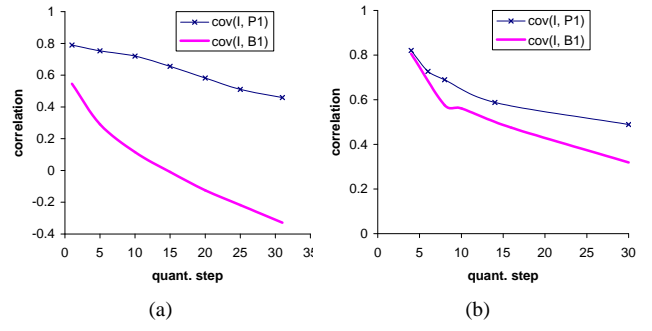 cov(I, P1)
cov(I, B1)
correlation
1
0.8
0.6
0.4
0.2
0
-0.2
-0.4
0 5 10 15 20 25 30 35
quant. step
(a)
cov(I, P1)
cov(I, B1)
correlation
1
0.8
0.6
0.4
0.2
0
0 5 10 15 20 25 30
quant. step
(b)